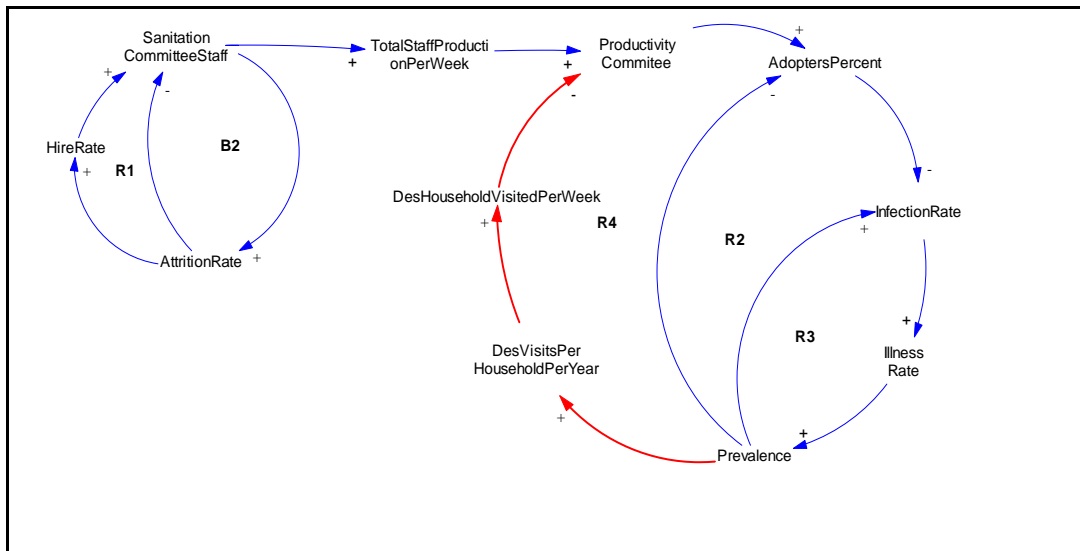 Sanitation
CommitteeStaff
TotalStaffProducti
onPerWeek
Productivity
Commitee
AdoptersPercent
+
+
-
+
+
-
-
HireRate
+
R1
B2
-
DesHouseholdVisitedPerWeek
+
R4
R2
InfectionRate
+
AttritionRate
+
R3
+
Illness
Rate
DesVisitsPer
HouseholdPerYear
+
+
Prevalence